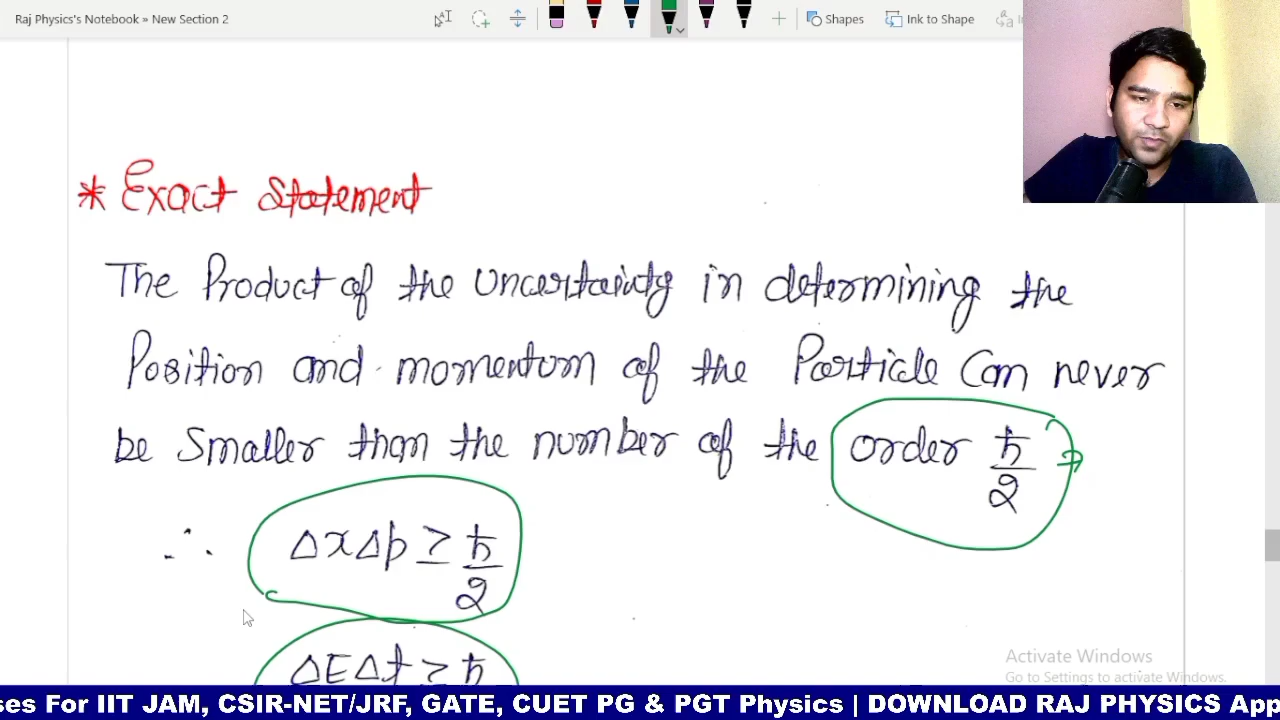 Raj Physics's Notebook » New Section 2
Shapes
Ink to Shape
* Exact Statement
The Product of the Uncertainty in determining the
Position and momentum of the Particle Can never
be Smaller than the number of the order ℏ/2
∴ ΔxΔp ≥ ℏ/2
ΔEΔt ≥ ℏ
Activate Windows
Go to Settings to activate Windows.
ses For IIT JAM, CSIR-NET/JRF, GATE, CUET PG & PGT Physics | DOWNLOAD RAJ PHYSICS App